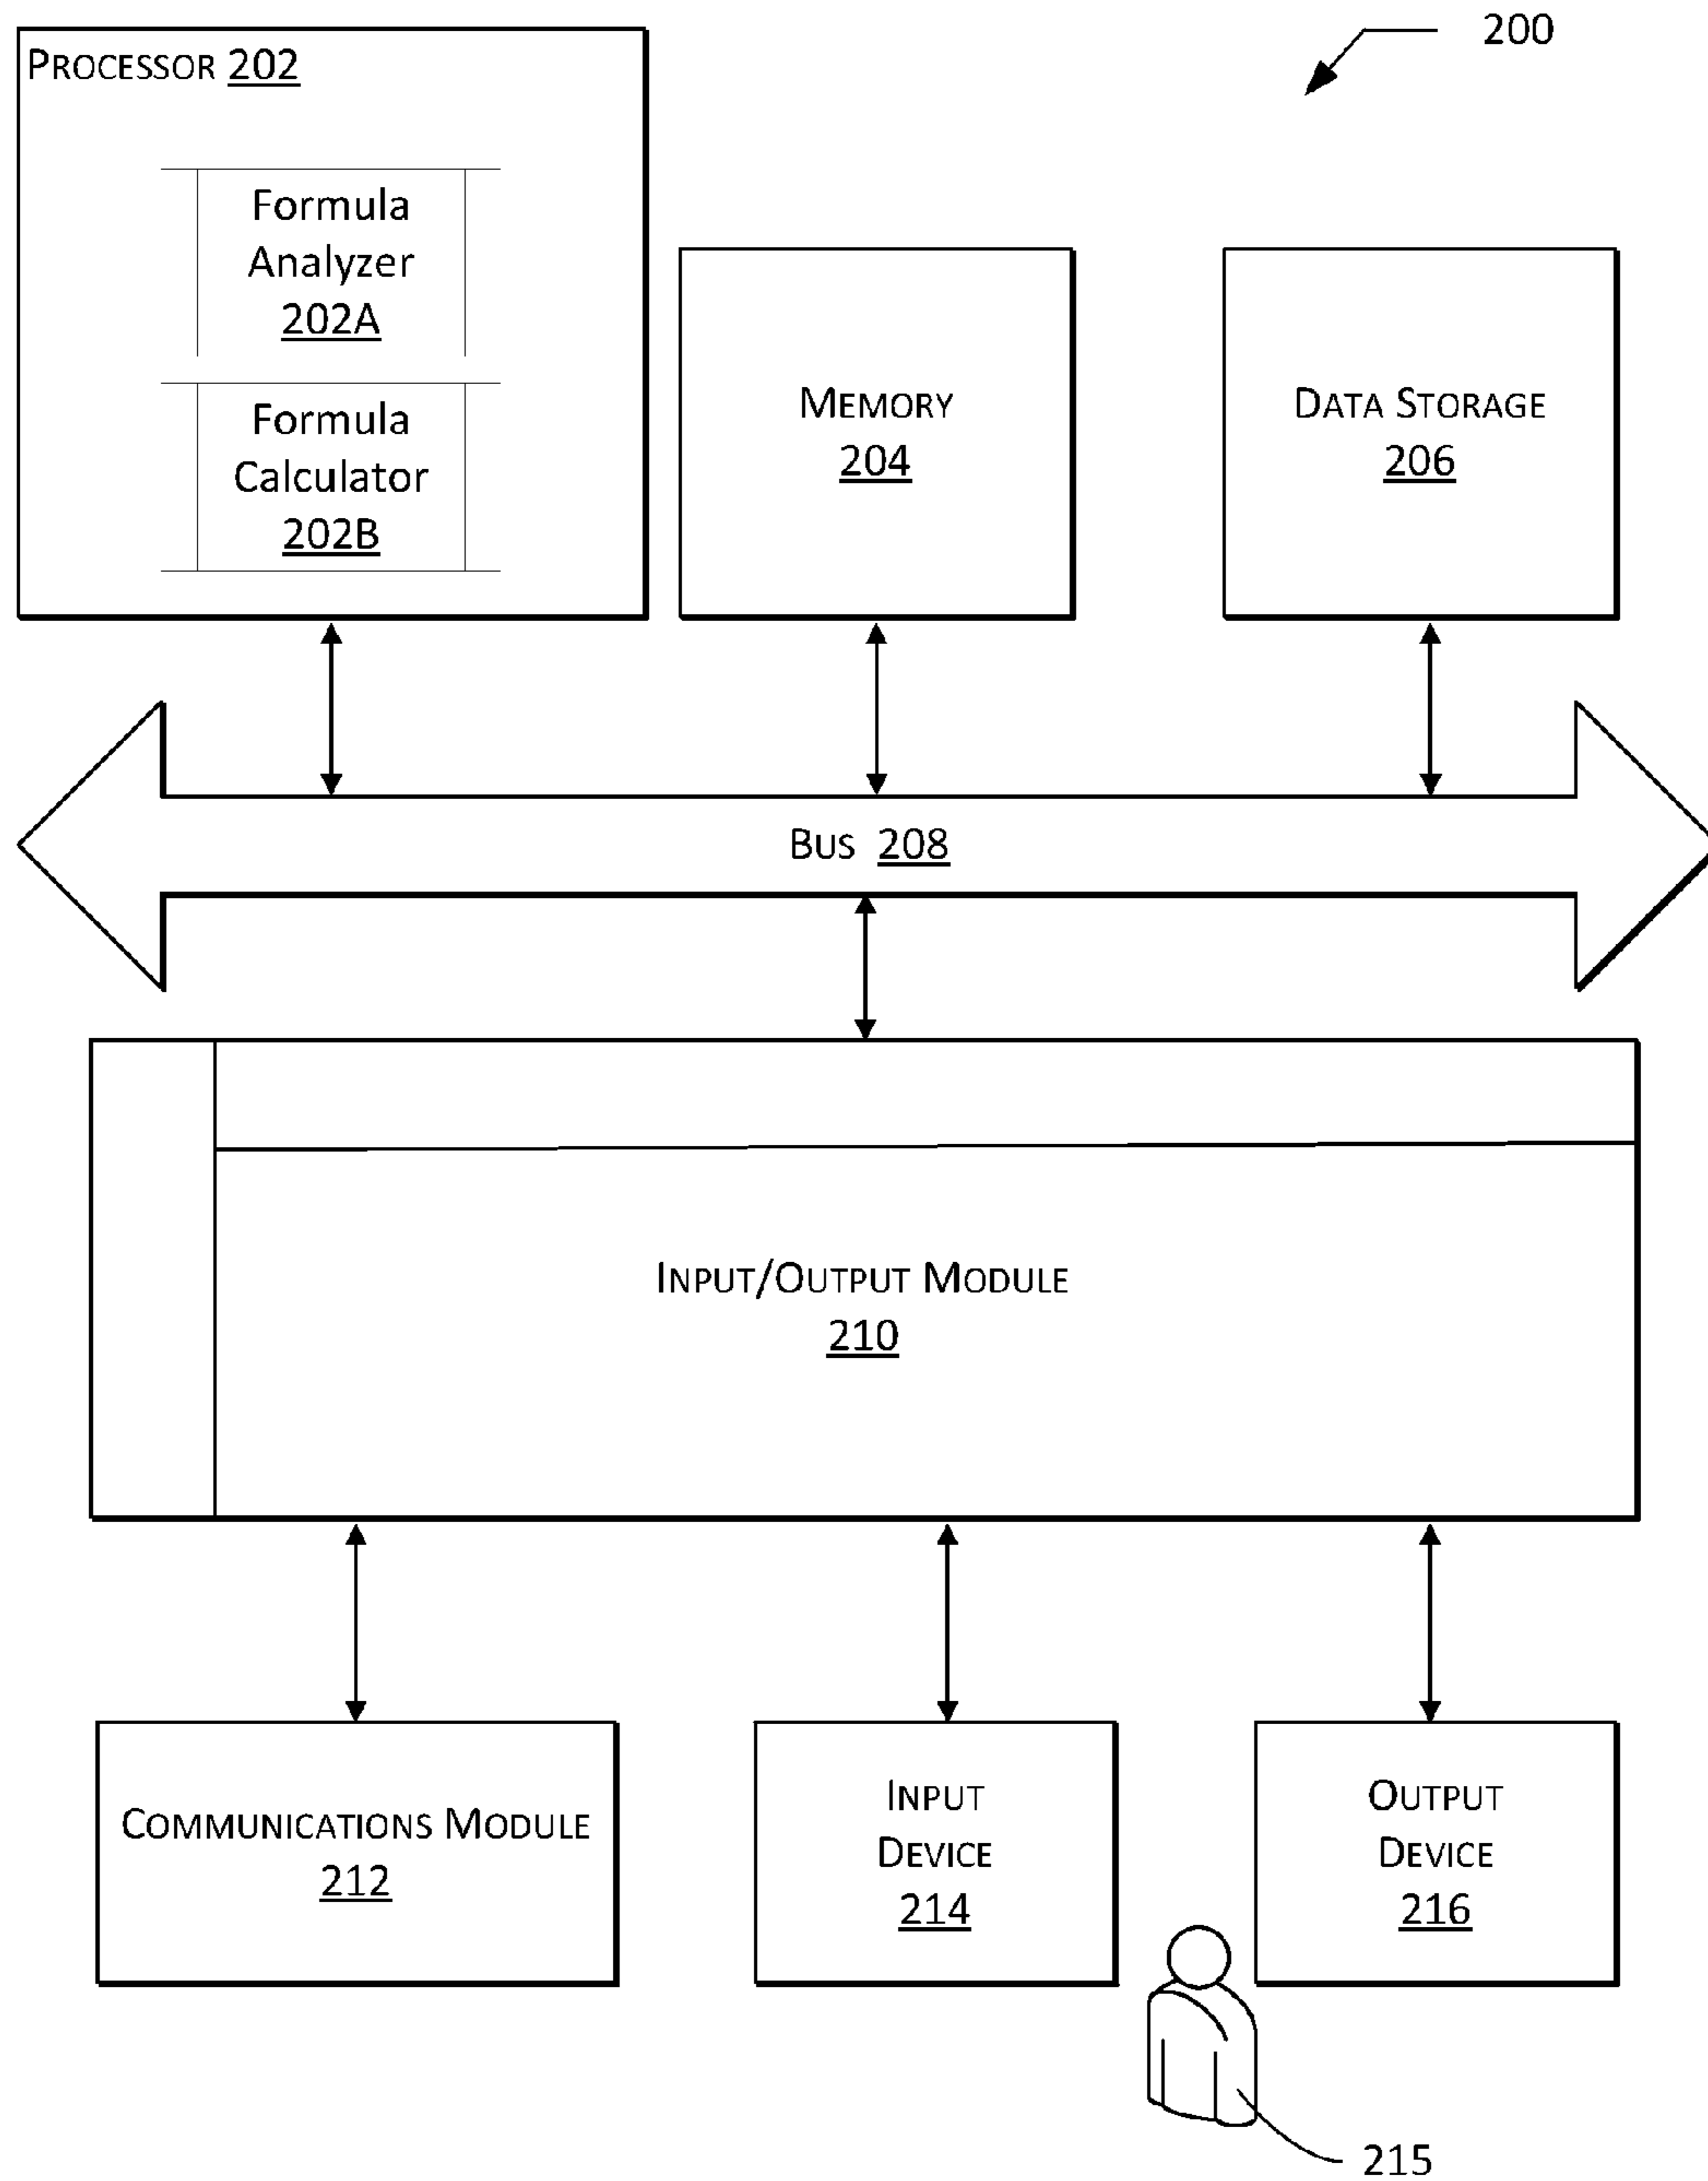 200
PROCESSOR 202
Formula
Analyzer
202A
Formula
Calculator
202B
MEMORY
204
DATA STORAGE
206
BUS 208
INPUT/OUTPUT MODULE
210
COMMUNICATIONS MODULE
212
INPUT
DEVICE
214
OUTPUT
DEVICE
216
215